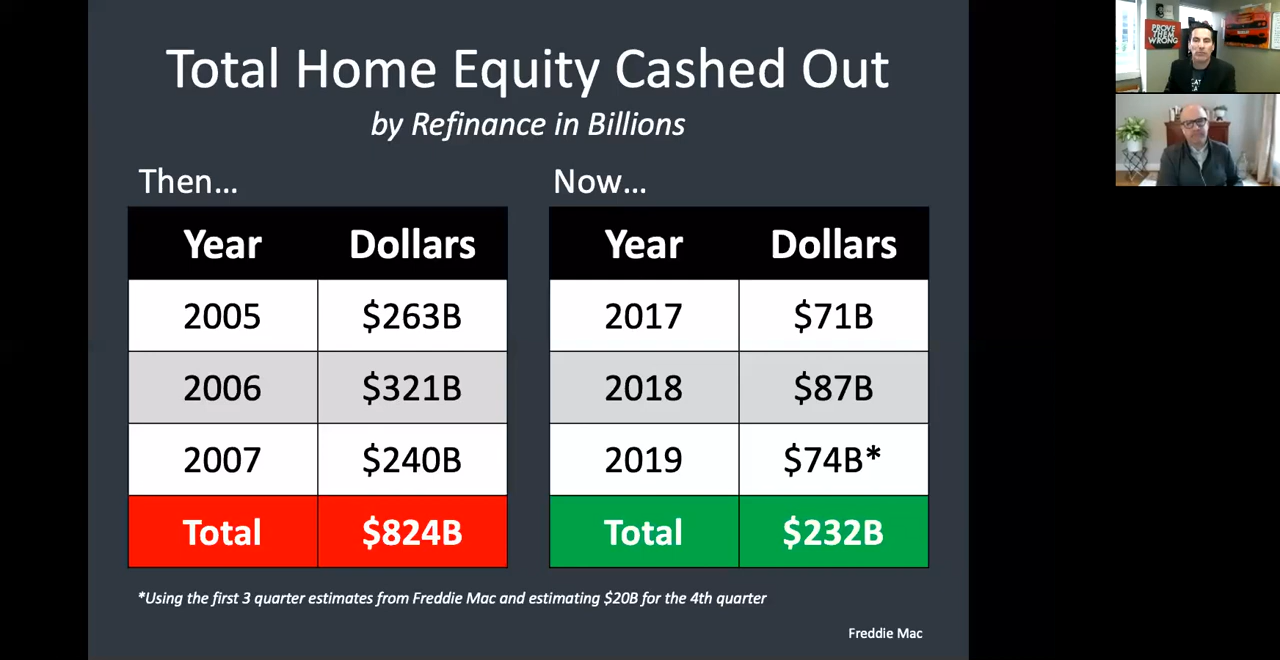 Total Home Equity Cashed Out
by Refinance in Billions
Then...
Year Dollars
2005 $263B
2006 $321B
2007 $240B
Total $824B
Now...
Year Dollars
2017 $71B
2018 $87B
2019 $74B*
Total $232B
*Using the first 3 quarter estimates from Freddie Mac and estimating $20B for the 4th quarter
Freddie Mac
PROVE
THEM
WRONG